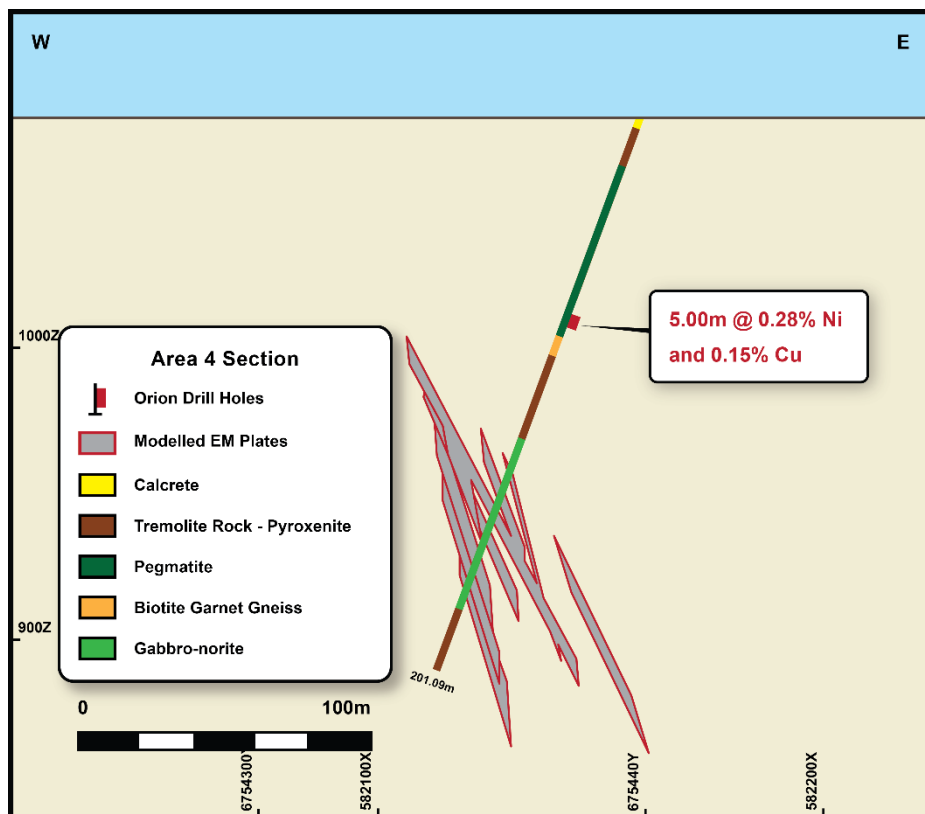 W
E
5.00m @ 0.28% Ni
and 0.15% Cu
1000Z
Area 4 Section
Orion Drill Holes
Modelled EM Plates
Calcrete
Tremolite Rock - Pyroxenite
Pegmatite
Biotite Garnet Gneiss
Gabbro-norite
900Z
201.09m
0
100m
6754300Y
582100X
675440Y
582200X